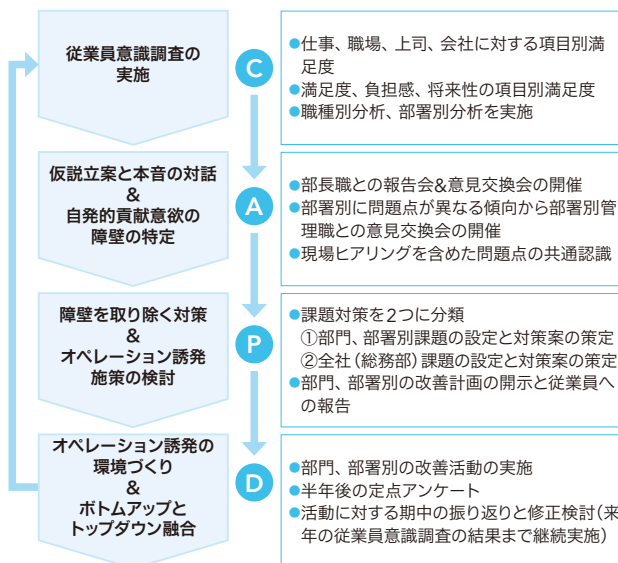 従業員意識調査の
実施
C
●仕事、職場、上司、会社に対する項目別満
足度
●満足度、負担感、将来性の項目別満足度
●職種別分析、部署別分析を実施
仮説立案と本音の対話
&
自発的貢献意欲の
障壁の特定
A
●部長職との報告会&意見交換会の開催
●部署別に問題点が異なる傾向から部署別管
理職との意見交換会の開催
●現場ヒアリングを含めた問題点の共通認識
障壁を取り除く対策
&
オペレーション誘発
施策の検討
P
●課題対策を2つに分類
①部門、部署別課題の設定と対策案の策定
②全社(総務部)課題の設定と対策案の策定
●部門、部署別の改善計画の開示と従業員へ
の報告
オペレーション誘発の
環境づくり
&
ボトムアップと
トップダウン融合
D
●部門、部署別の改善活動の実施
●半年後の定点アンケート
●活動に対する期中の振り返りと修正検討(来
年の従業員意識調査の結果まで継続実施)